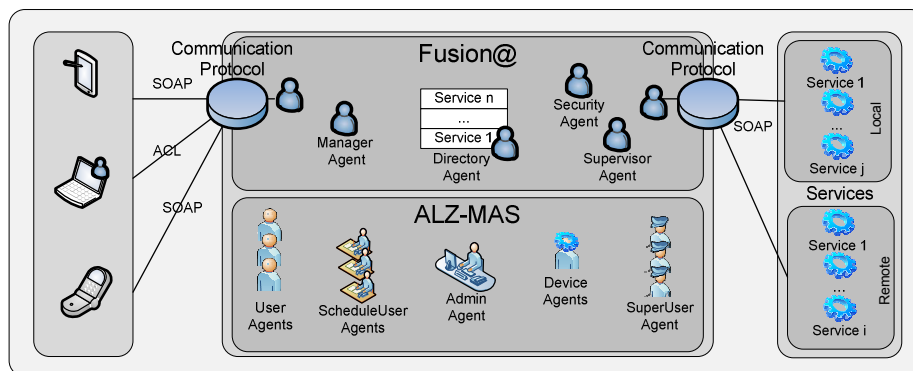 Communication
Protocol
Fusion@
Communication
Protocol
SOAP
ACL
SOAP
Manager
Agent
Service n
...
Service 1
Directory
Agent
Security
Agent
Supervisor
Agent
SOAP
Service 1
...
Service j
Local
Services
Service 1
...
Service i
Remote
ALZ-MAS
User
Agents
ScheduleUser
Agents
Admin
Agent
Device
Agents
SuperUser
Agent